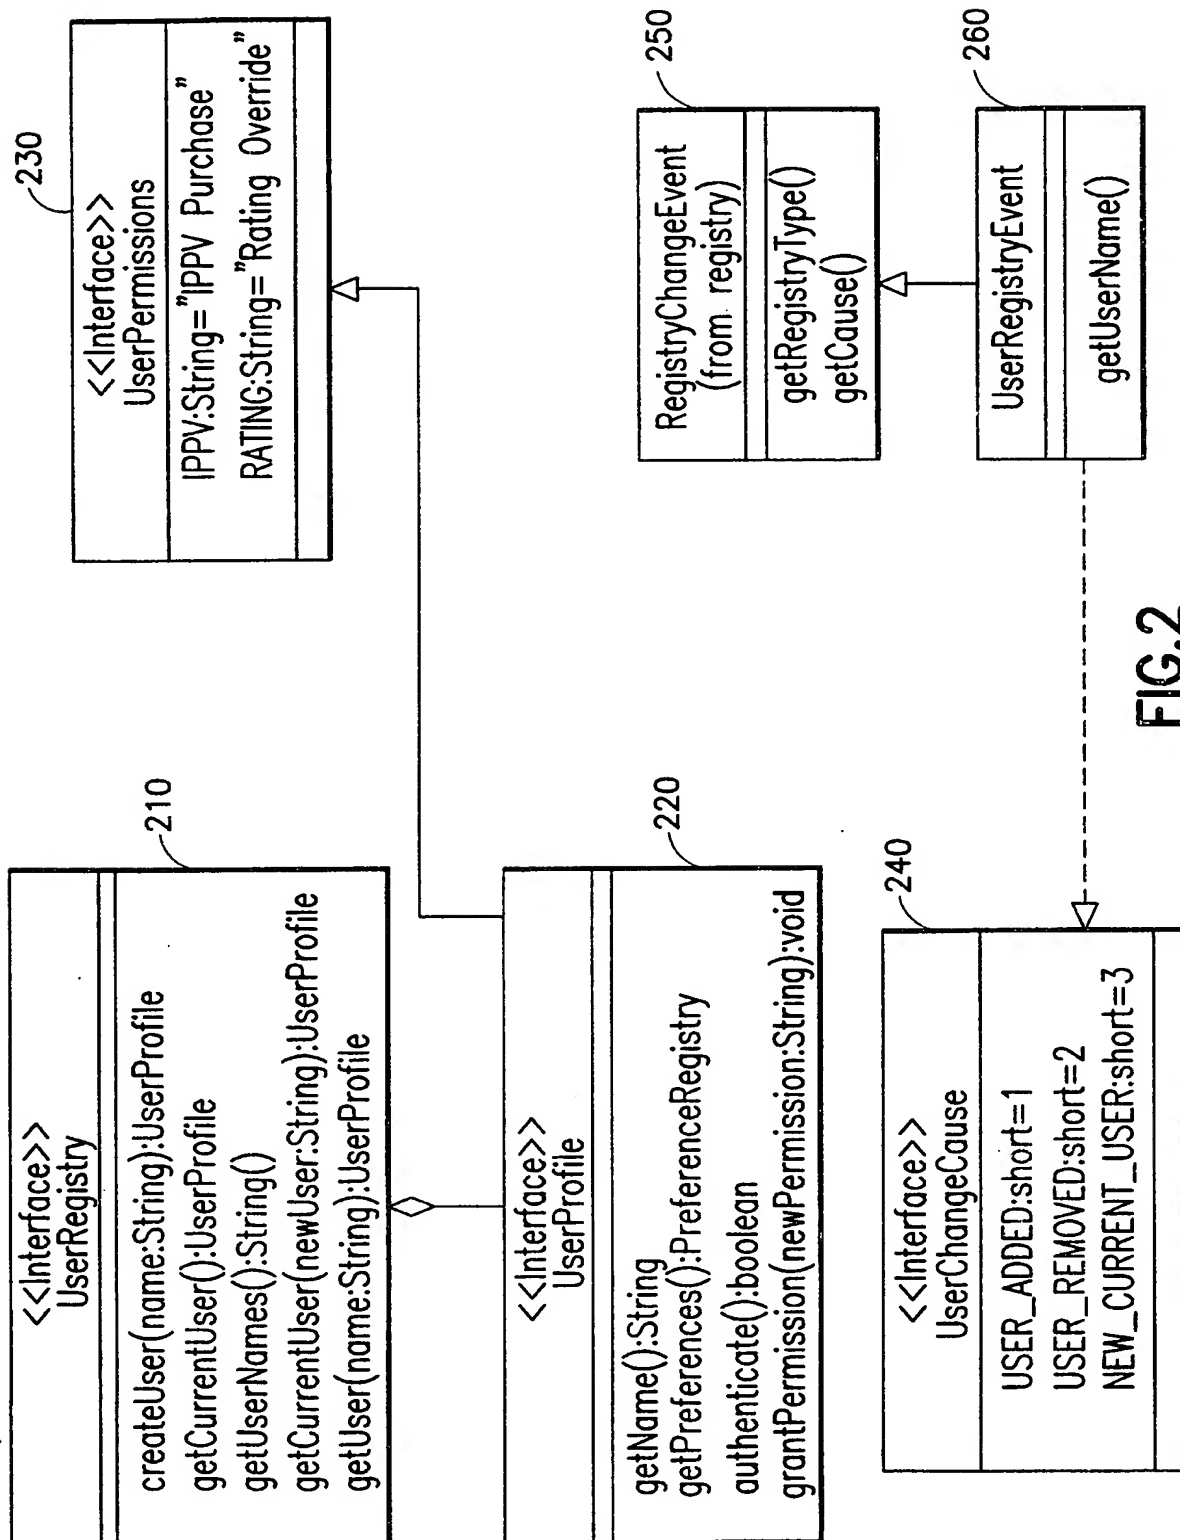 <<Interface>>
UserRegistry
createUser(name:String):UserProfile
getCurrentUser():UserProfile
getUserNames():String()
getCurrentUser(newUser:String):UserProfile
getUser(name:String):UserProfile
210
<<Interface>>
UserPermissions
IPPV:String="IPPV Purchase"
RATING:String="Rating Override"
230
<<Interface>>
UserProfile
getName():String
getPreferences():PreferenceRegistry
authenticate():boolean
grantPermission(newPermission:String):void
220
RegistryChangeEvent
(from registry)
getRegistryType()
getCause()
250
<<Interface>>
UserChangeCause
USER_ADDED:short=1
USER_REMOVED:short=2
NEW_CURRENT_USER:short=3
240
UserRegistryEvent
getUserName()
260
FIG.2